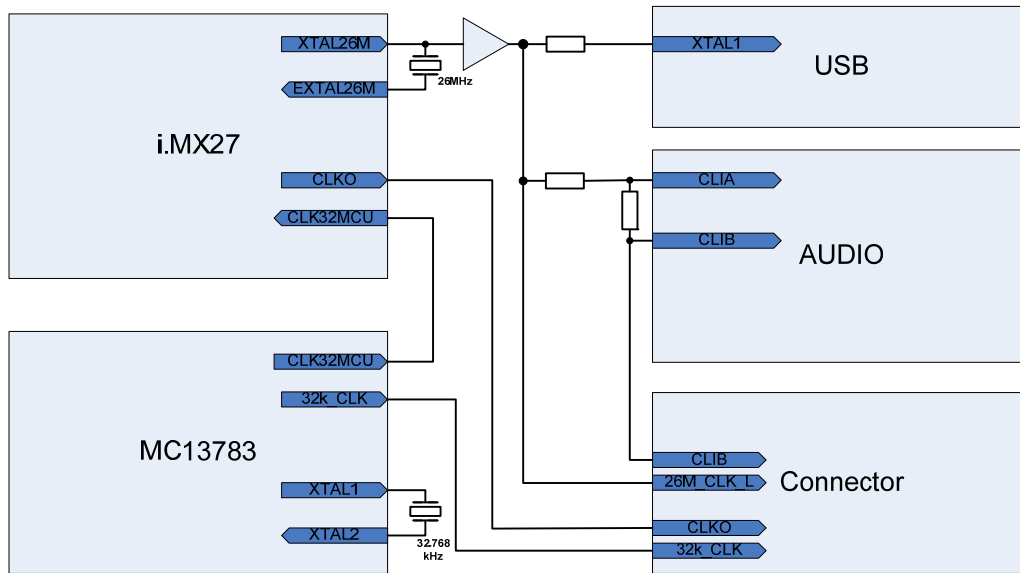 XTAL26M
26MHz
EXTAL26M
i.MX27
CLKO
CLK32MCU
XTAL1
USB
CLIA
CLIB
AUDIO
CLK32MCU
32k_CLK
MC13783
XTAL1
XTAL2
32.768
kHz
CLIB
26M_CLK_L
Connector
CLKO
32k_CLK